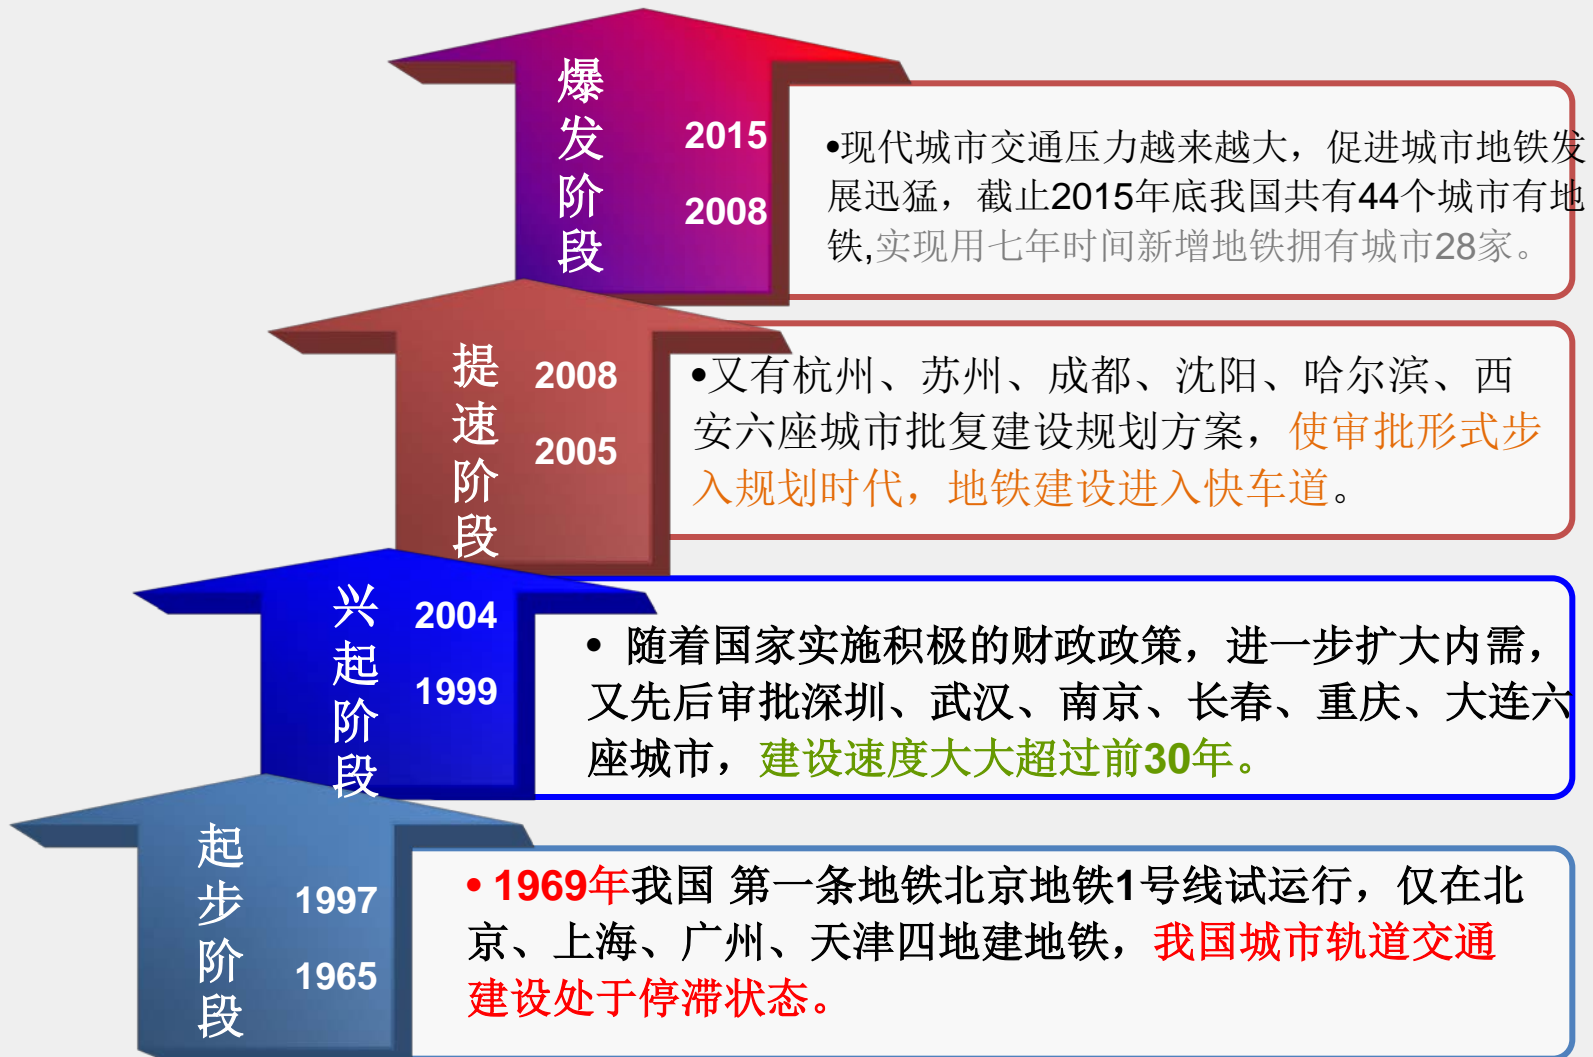 爆发阶段
2015
2008
•现代城市交通压力越来越大，促进城市地铁发
展迅猛，截止2015年底我国共有44个城市有地
铁,实现用七年时间新增地铁拥有城市28家。
提速阶段
2008
2005
•又有杭州、苏州、成都、沈阳、哈尔滨、西
安六座城市批复建设规划方案，使审批形式步
入规划时代，地铁建设进入快车道。
兴起阶段
2004
1999
• 随着国家实施积极的财政政策，进一步扩大内需，
又先后审批深圳、武汉、南京、长春、重庆、大连六
座城市，建设速度大大超过前30年。
起步阶段
1997
1965
• 1969年我国 第一条地铁北京地铁1号线试运行，仅在北
京、上海、广州、天津四地建地铁，我国城市轨道交通
建设处于停滞状态。